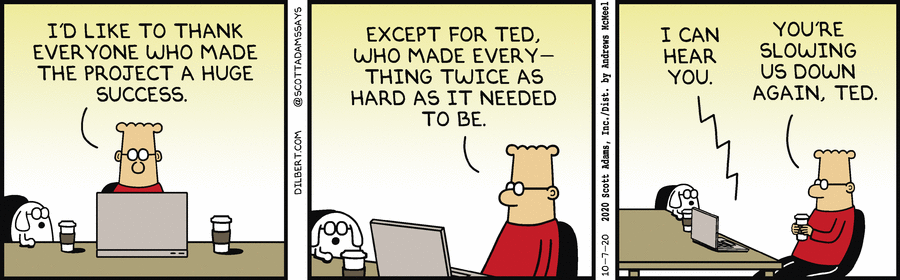 I'D LIKE TO THANK
EVERYONE WHO MADE
THE PROJECT A HUGE
SUCCESS.
DILBERT.COM @SCOTTADAMSSAYS
EXCEPT FOR TED,
WHO MADE EVERY-
THING TWICE AS
HARD AS IT NEEDED
TO BE.
10-7-20 2020 Scott Adams, Inc./Dist. by Andrews McMeel
I CAN
HEAR
YOU.
YOU'RE
SLOWING
US DOWN
AGAIN, TED.